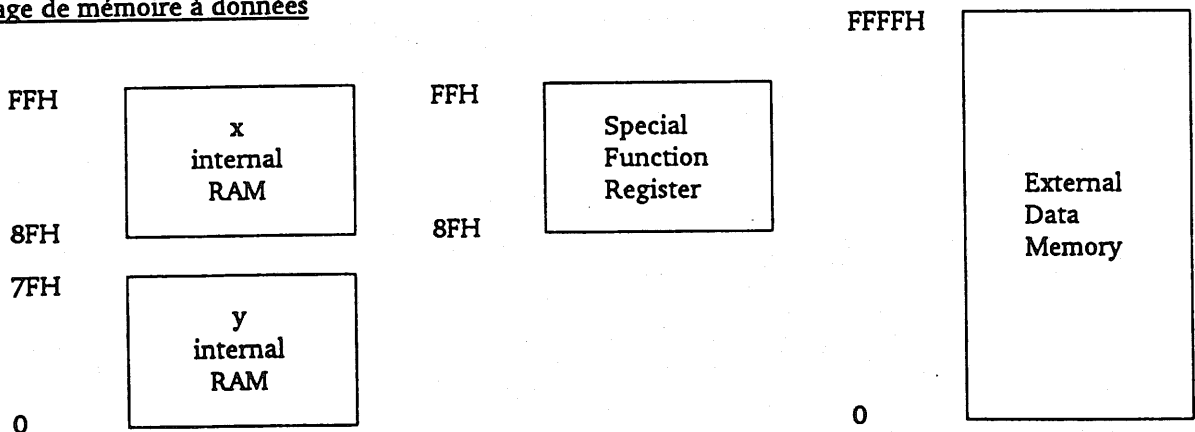 de mémoire à données
FFH
x
internal
RAM
8FH
7FH
y
internal
RAM
0
FFH
Special
Function
Register
8FH
FFFFH
External
Data
Memory
0